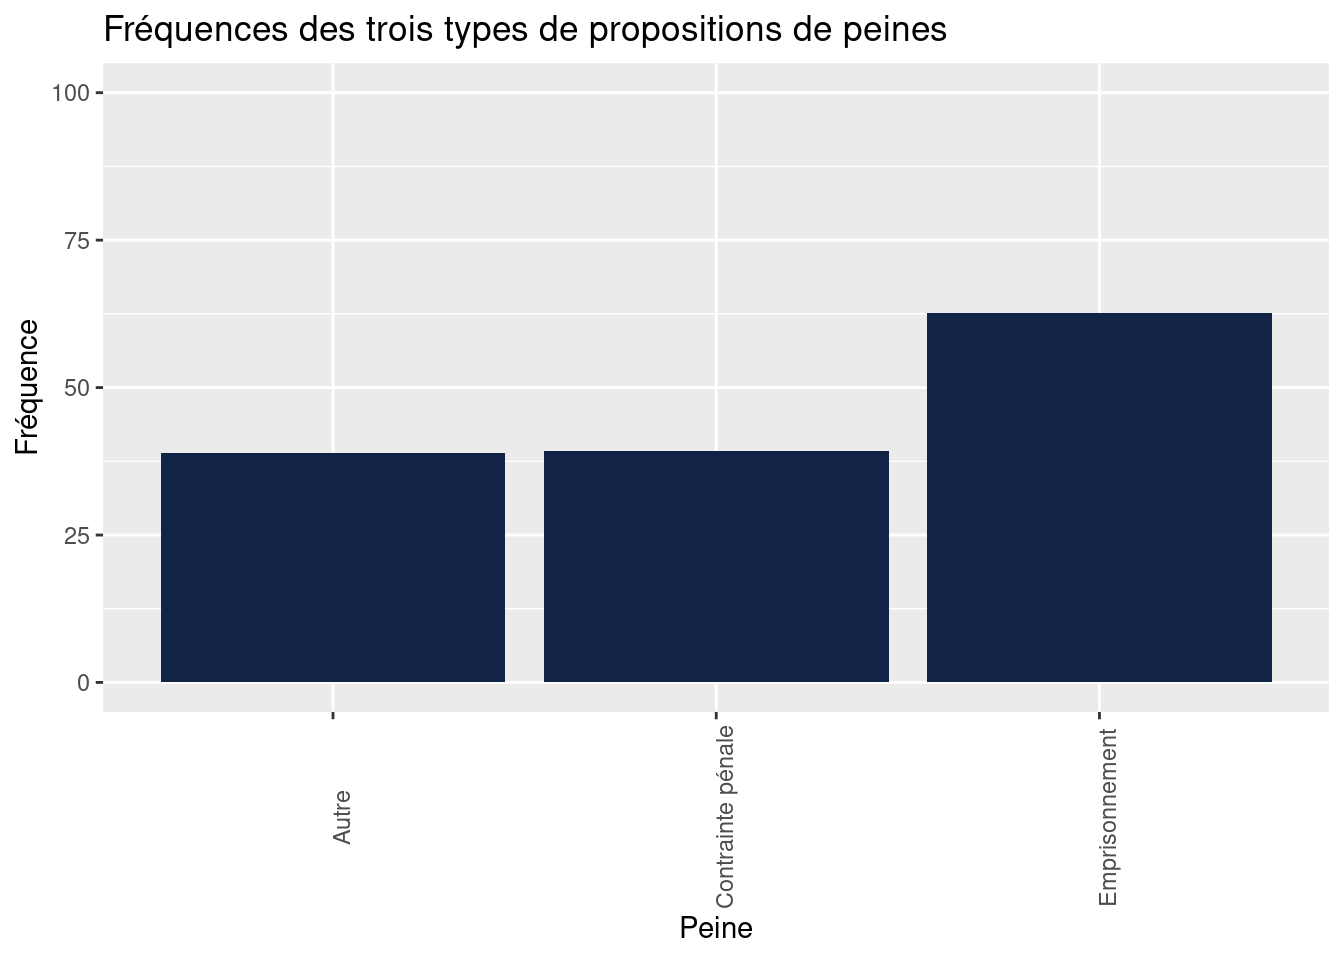 Fréquences des trois types de propositions de peines
Fréquence
100
75
50
25
0
Autre
Contrainte pénale
Emprisonnement
Peine